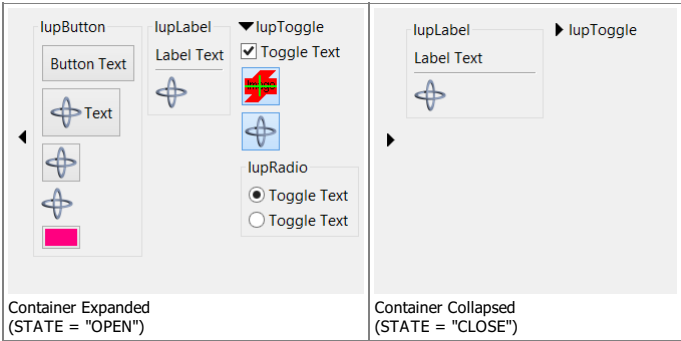 IupButton
Button Text
Text
IupLabel
Label Text
IupToggle
Toggle Text
Image
IupRadio
Toggle Text
Toggle Text
Container Expanded
(STATE = "OPEN")
IupLabel
Label Text
IupToggle
Container Collapsed
(STATE = "CLOSE")